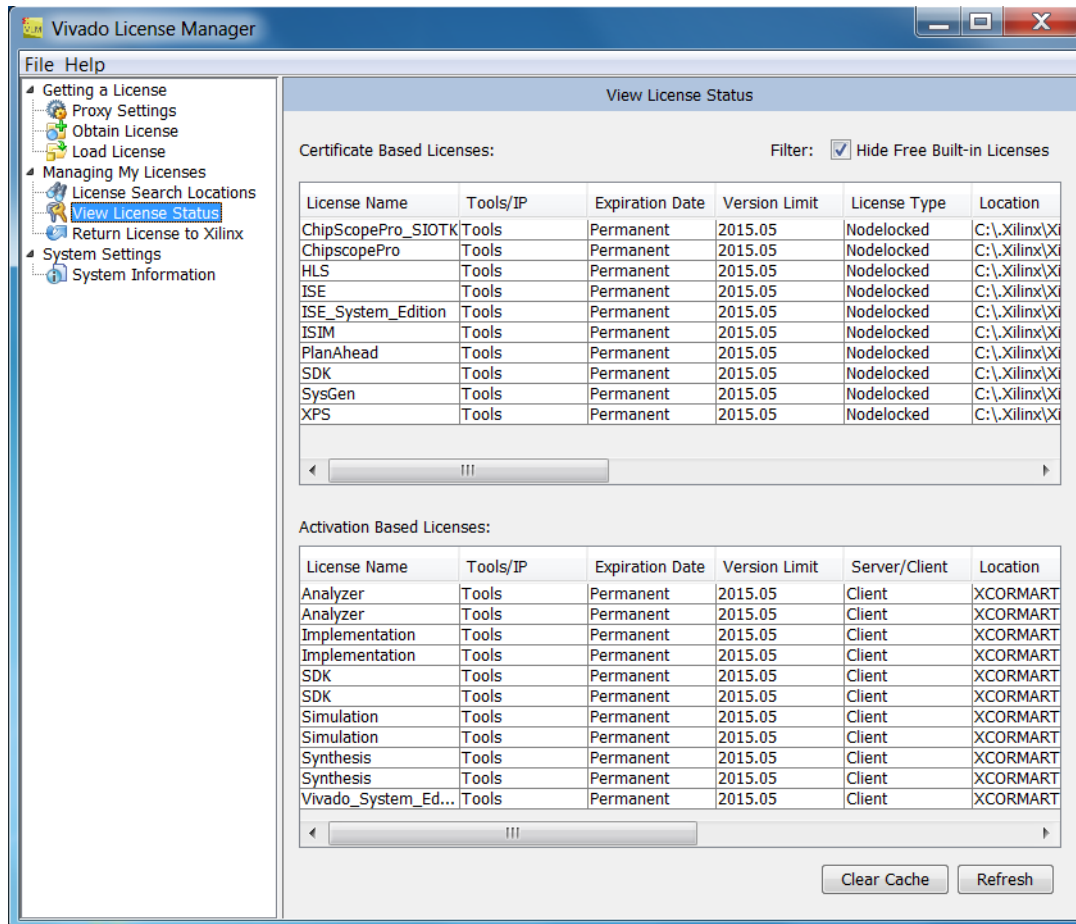 Vivado License Manager
File Help
Getting a License
Proxy Settings
Obtain License
Load License
Managing My Licenses
License Search Locations
View License Status
Return License to Xilinx
System Settings
System Information
View License Status
Certificate Based Licenses: Filter: Hide Free Built-in Licenses
License Name Tools/IP Expiration Date Version Limit License Type Location
ChipScopePro_SIOTK Tools Permanent 2015.05 Nodelocked C:\.Xilinx\Xi
ChipscopePro Tools Permanent 2015.05 Nodelocked C:\.Xilinx\Xi
HLS Tools Permanent 2015.05 Nodelocked C:\.Xilinx\Xi
ISE Tools Permanent 2015.05 Nodelocked C:\.Xilinx\Xi
ISE_System_Edition Tools Permanent 2015.05 Nodelocked C:\.Xilinx\Xi
ISIM Tools Permanent 2015.05 Nodelocked C:\.Xilinx\Xi
PlanAhead Tools Permanent 2015.05 Nodelocked C:\.Xilinx\Xi
SDK Tools Permanent 2015.05 Nodelocked C:\.Xilinx\Xi
SysGen Tools Permanent 2015.05 Nodelocked C:\.Xilinx\Xi
XPS Tools Permanent 2015.05 Nodelocked C:\.Xilinx\Xi
Activation Based Licenses:
License Name Tools/IP Expiration Date Version Limit Server/Client Location
Analyzer Tools Permanent 2015.05 Client XCORMART
Analyzer Tools Permanent 2015.05 Client XCORMART
Implementation Tools Permanent 2015.05 Client XCORMART
Implementation Tools Permanent 2015.05 Client XCORMART
SDK Tools Permanent 2015.05 Client XCORMART
SDK Tools Permanent 2015.05 Client XCORMART
Simulation Tools Permanent 2015.05 Client XCORMART
Simulation Tools Permanent 2015.05 Client XCORMART
Synthesis Tools Permanent 2015.05 Client XCORMART
Synthesis Tools Permanent 2015.05 Client XCORMART
Vivado_System_Ed... Tools Permanent 2015.05 Client XCORMART
Clear Cache Refresh